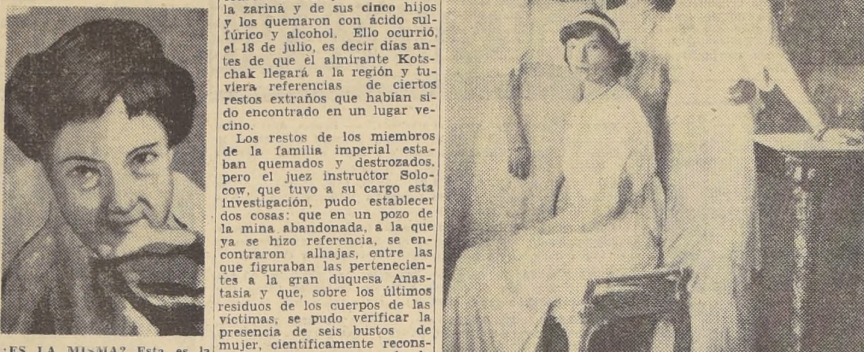 la zarina y de sus cinco hijos
y los quemaron con ácido sul-
fúrico y alcohol. Ello ocurrió,
el 18 de julio, es decir días an-
tes de que el almirante Kots-
chak llegará a la región y tu-
viera referencias de ciertos
restos extraños que habían si-
do encontrado en un lugar ve-
cino.
Los restos de los miembros
de la familia imperial esta-
ban quemados y destrozados,
pero el juez instructor Solo-
cow, que tuvo a su cargo esta
investigación, pudo establecer
dos cosas: que en un pozo de
la mina abandonada, a la que
ya se hizo referencia, se en-
contraron alhajas, entre las
que figuraban las pertenecien-
tes a la gran duquesa Anas-
tasia y que, sobre los últimos
residuos de los cuerpos de las
víctimas, se pudo verificar la
presencia de seis bustos de
mujer, científicamente recons-
¿ES LA MISMA? Esta es la